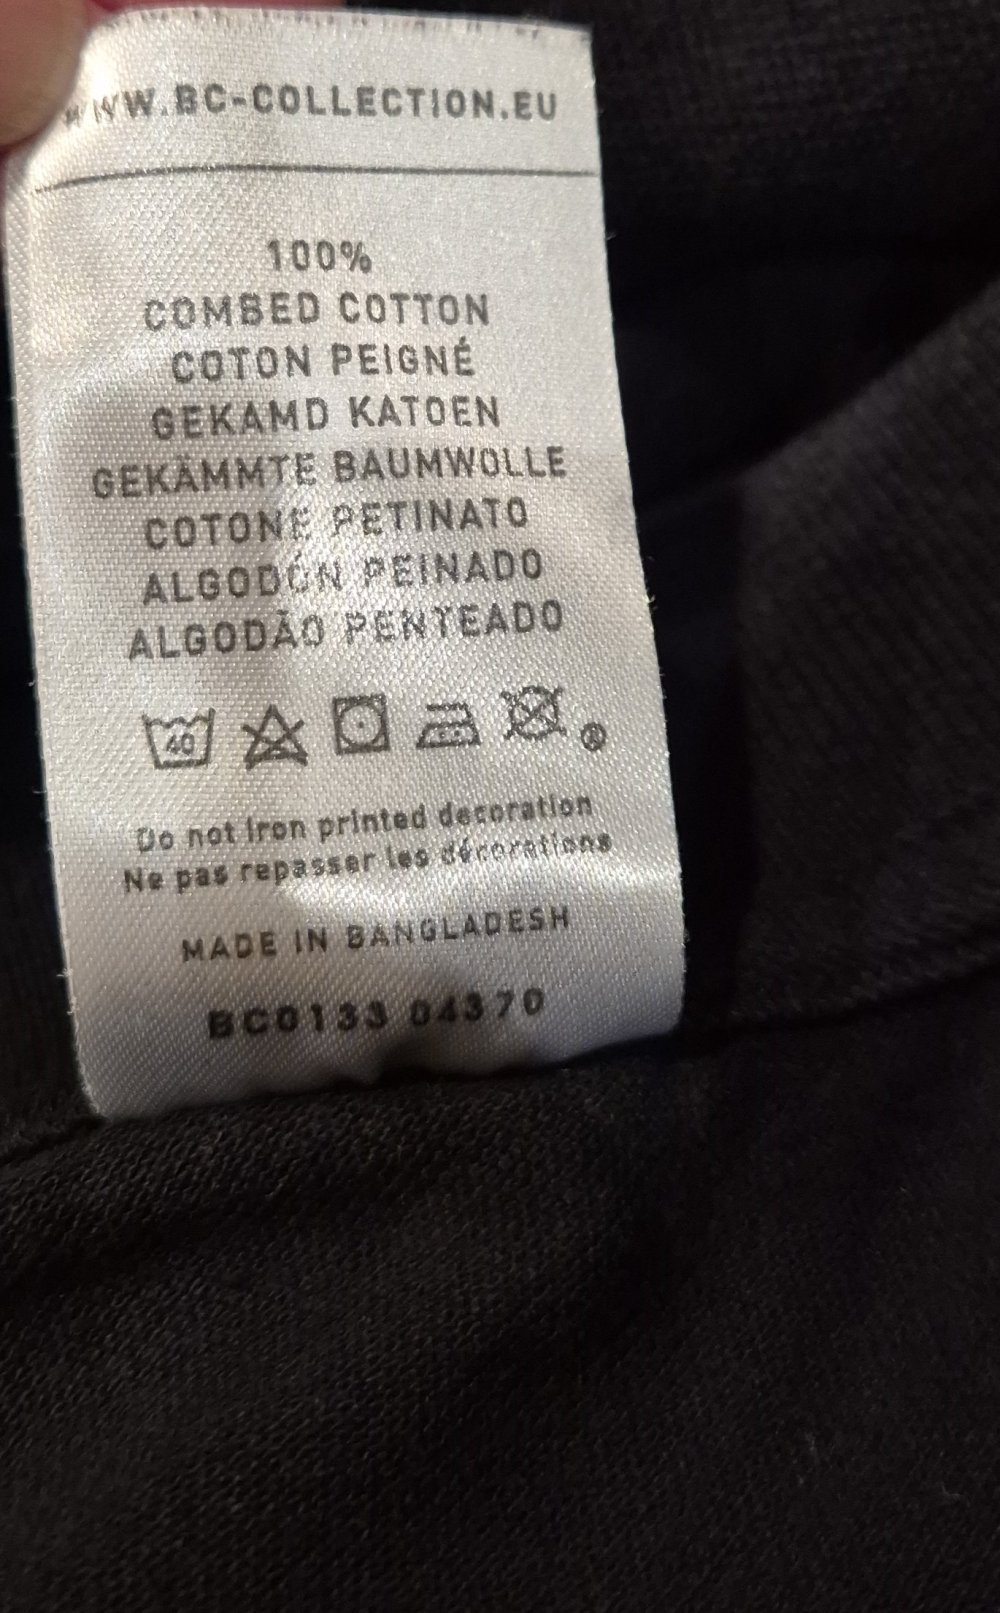 WWW.BC-COLLECTION.EU
100%
COMBED COTTON
COTON PEIGNÉ
GEKAMD KATOEN
GEKÄMMTE BAUMWOLLE
COTONE PETINATO
ALGODÓN PEINADO
ALGODÃO PENTEADO
40 ®
Do not iron printed decoration
Ne pas repasser les décorations
MADE IN BANGLADESH
BC0133 04370